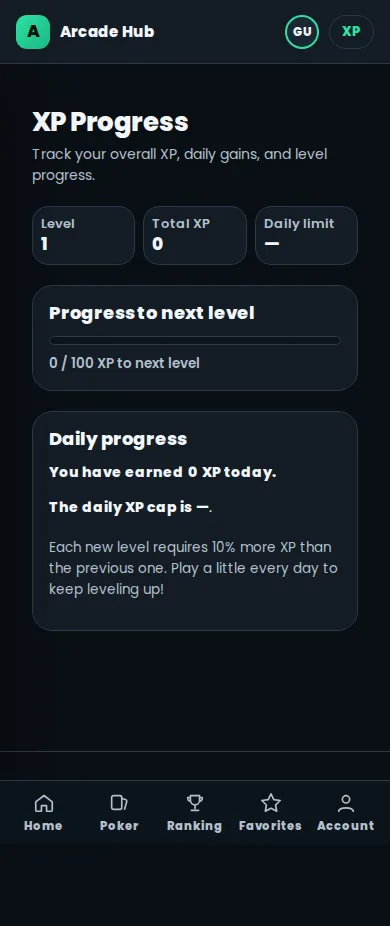 A Arcade Hub GU XP
XP Progress
Track your overall XP, daily gains, and level
progress.
Level Total XP Daily limit
1 0 —
Progress to next level
0 / 100 XP to next level
Daily progress
You have earned 0 XP today.
The daily XP cap is —.
Each new level requires 10% more XP than
the previous one. Play a little every day to
keep leveling up!
Home Poker Ranking Favorites Account